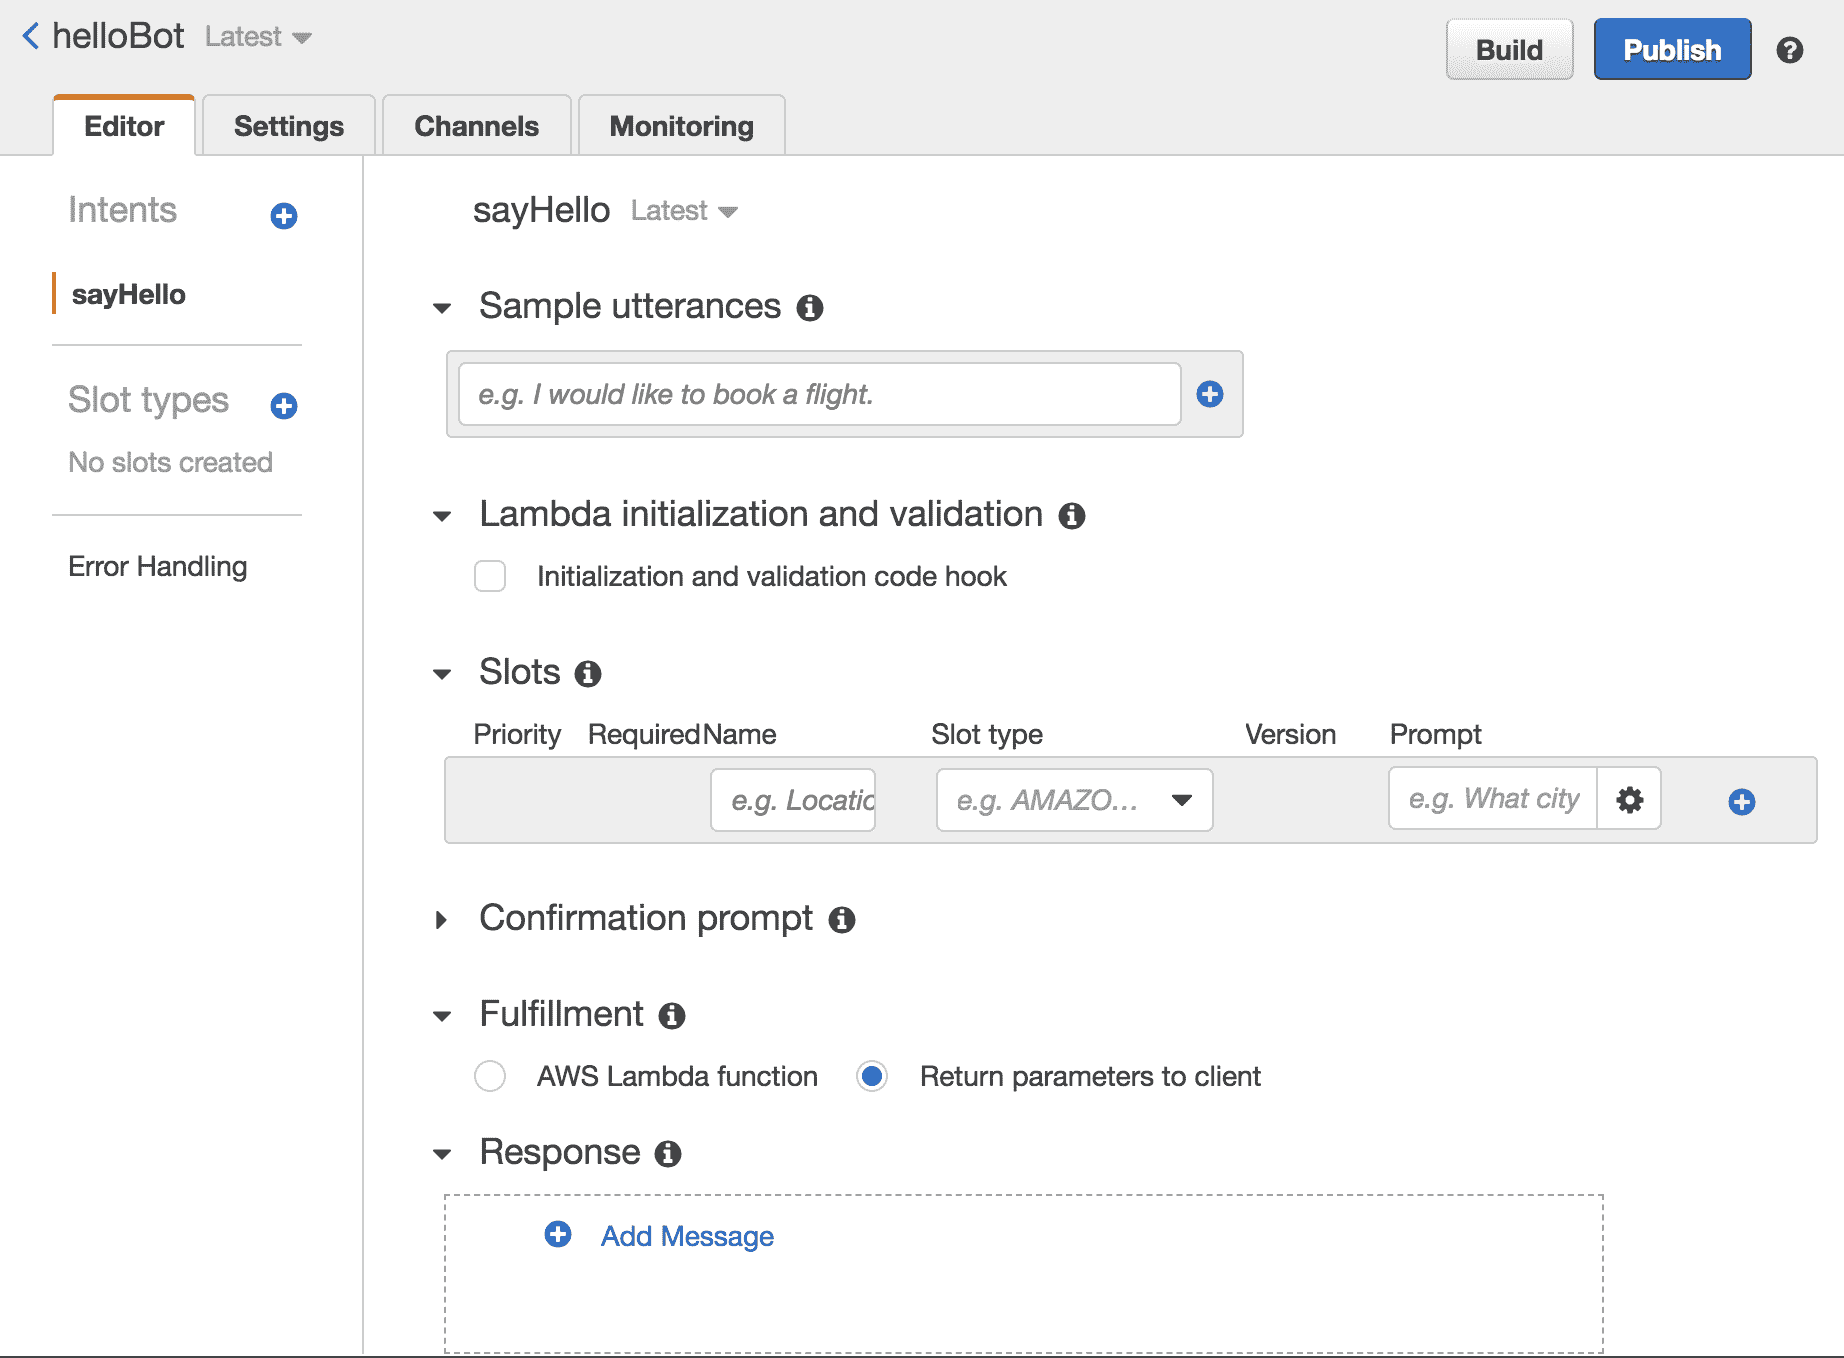 helloBot Latest
Build Publish
Editor Settings Channels Monitoring
Intents
sayHello
Slot types
No slots created
Error Handling
sayHello Latest
Sample utterances
e.g. I would like to book a flight.
Lambda initialization and validation
Initialization and validation code hook
Slots
Priority Required Name Slot type Version Prompt
e.g. Locatic e.g. AMAZO... e.g. What city
Confirmation prompt
Fulfillment
AWS Lambda function Return parameters to client
Response
Add Message